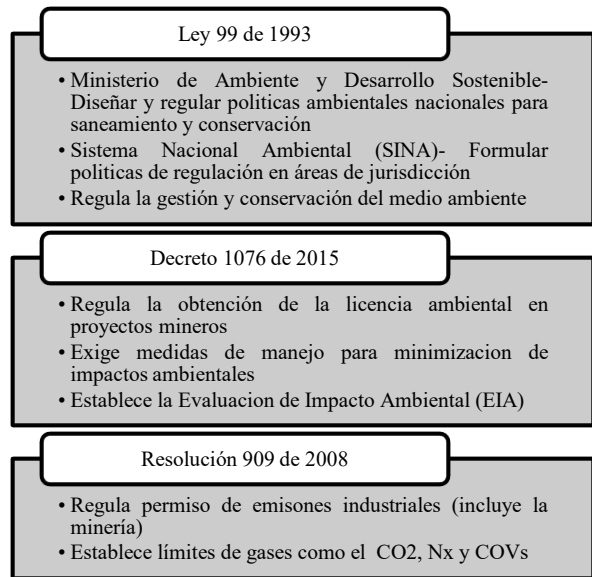 Ley 99 de 1993
• Ministerio de Ambiente y Desarrollo Sostenible-
Diseñar y regular politicas ambientales nacionales para
saneamiento y conservación
• Sistema Nacional Ambiental (SINA)- Formular
politicas de regulación en áreas de jurisdicción
• Regula la gestión y conservación del medio ambiente
Decreto 1076 de 2015
• Regula la obtención de la licencia ambiental en
proyectos mineros
• Exige medidas de manejo para minimizacion de
impactos ambientales
• Establece la Evaluacion de Impacto Ambiental (EIA)
Resolución 909 de 2008
• Regula permiso de emisones industriales (incluye la
minería)
• Establece límites de gases como el CO2, Nx y COVs